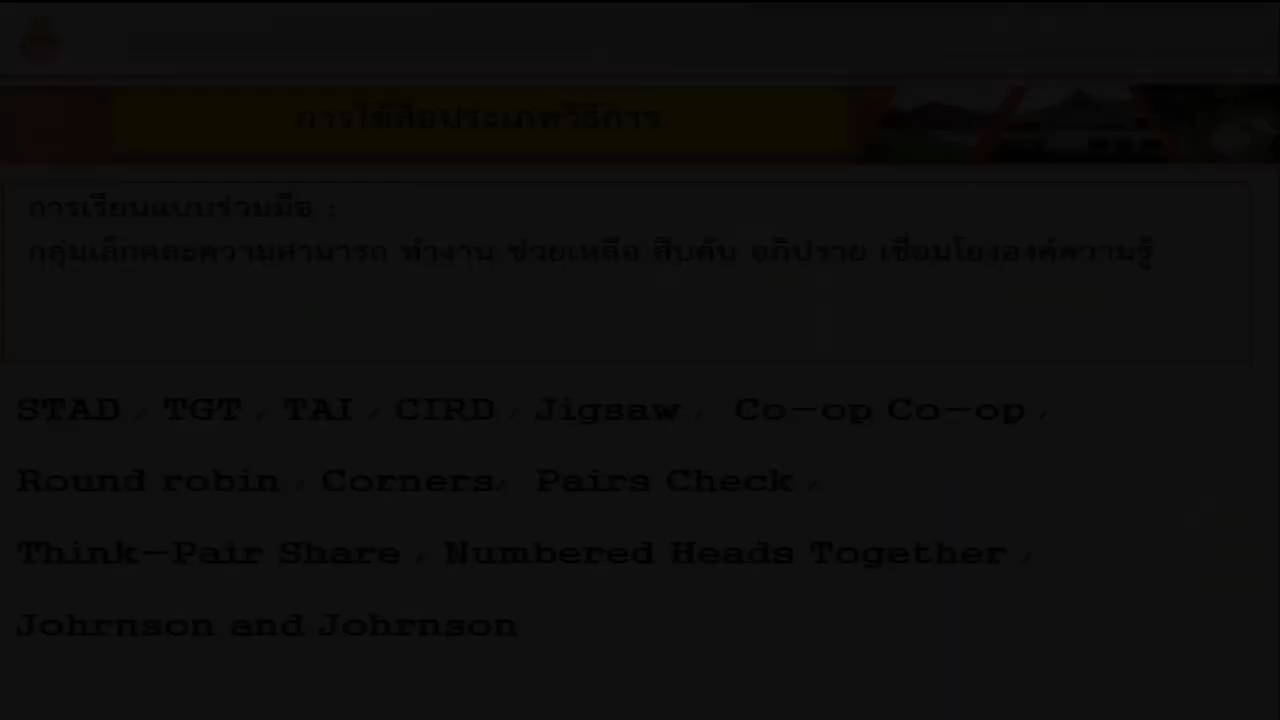 การใช้สื่อประเภทวิธีการ
การเรียนแบบร่วมมือ :
กลุ่มเล็กคละความสามารถ ทำงาน ช่วยเหลือ สืบค้น อภิปราย เชื่อมโยงองค์ความรู้
STAD , TGT , TAI , CIRD , Jigsaw , Co-op Co-op ,
Round robin , Corners, Pairs Check ,
Think-Pair Share , Numbered Heads Together ,
Johrnson and Johrnson